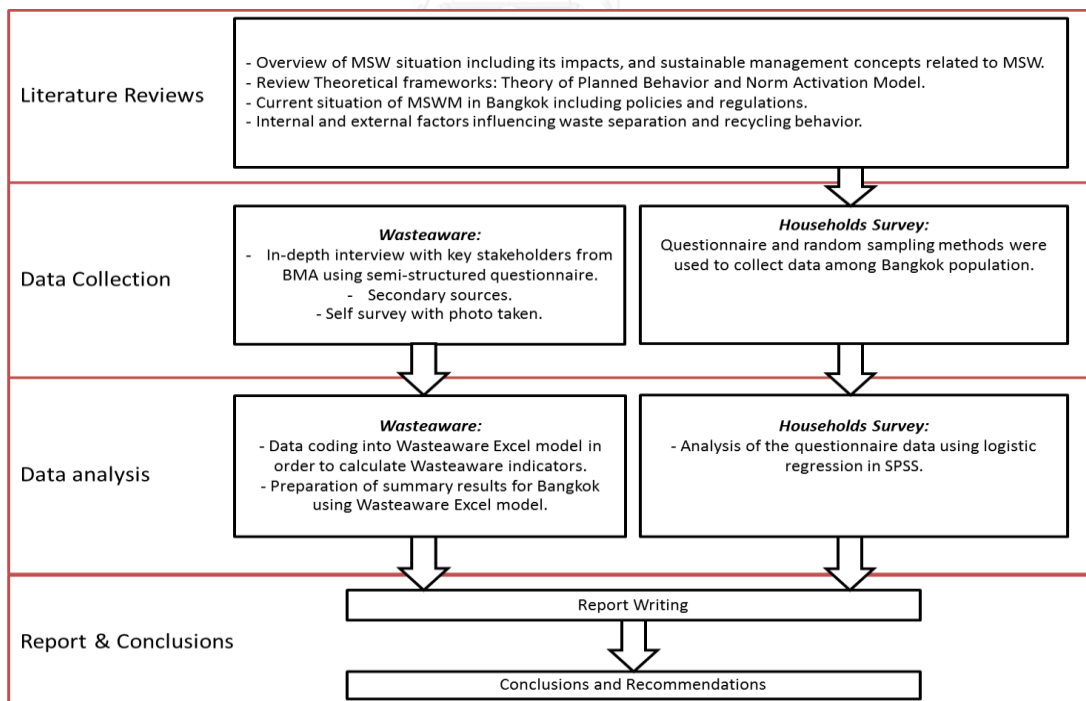 Literature Reviews
- Overview of MSW situation including its impacts, and sustainable management concepts related to MSW.
- Review Theoretical frameworks: Theory of Planned Behavior and Norm Activation Model.
- Current situation of MSWM in Bangkok including policies and regulations.
- Internal and external factors influencing waste separation and recycling behavior.
Data Collection
Wasteaware:
- In-depth interview with key stakeholders from
BMA using semi-structured questionnaire.
- Secondary sources.
- Self survey with photo taken.
Households Survey:
Questionnaire and random sampling methods were
used to collect data among Bangkok population.
Data analysis
Wasteaware:
- Data coding into Wasteaware Excel model in
order to calculate Wasteaware indicators.
- Preparation of summary results for Bangkok
using Wasteaware Excel model.
Households Survey:
- Analysis of the questionnaire data using logistic
regression in SPSS.
Report & Conclusions
Report Writing
Conclusions and Recommendations